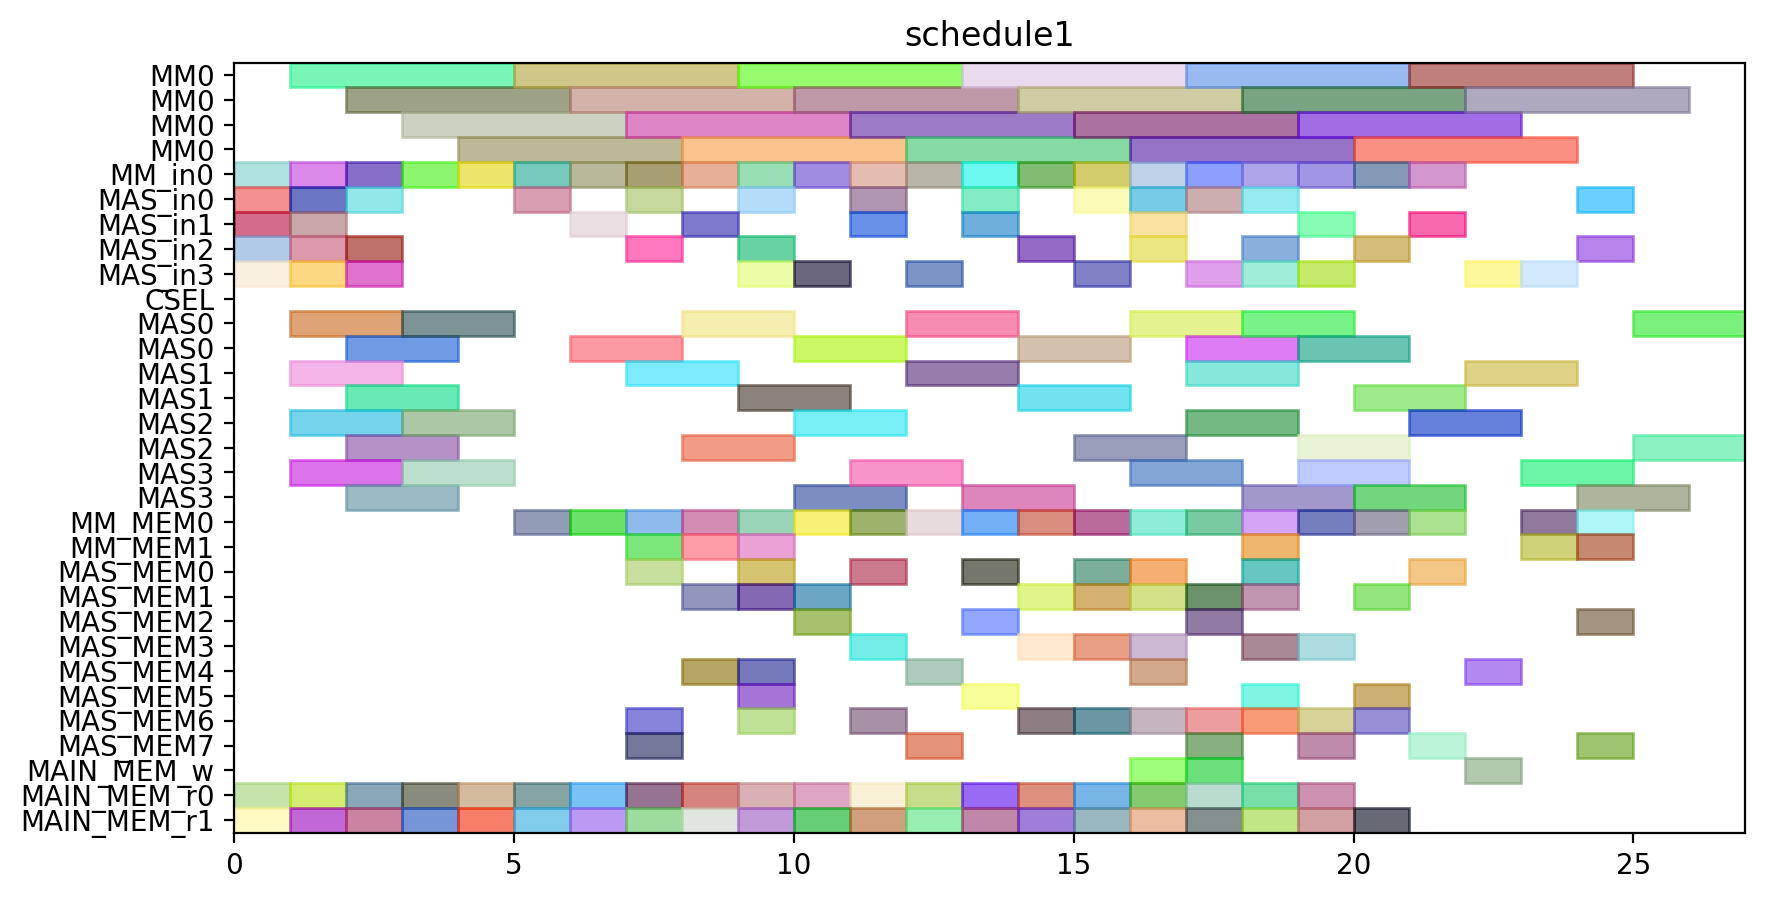 schedule1
MM0
MM0
MM0
MM0
MM_in0
MAS_in0
MAS_in1
MAS_in2
MAS_in3
CSEL
MAS0
MAS0
MAS1
MAS1
MAS2
MAS2
MAS3
MAS3
MM_MEM0
MM_MEM1
MAS_MEM0
MAS_MEM1
MAS_MEM2
MAS_MEM3
MAS_MEM4
MAS_MEM5
MAS_MEM6
MAS_MEM7
MAIN_MEM_w
MAIN_MEM_r0
MAIN_MEM_r1
0 5 10 15 20 25